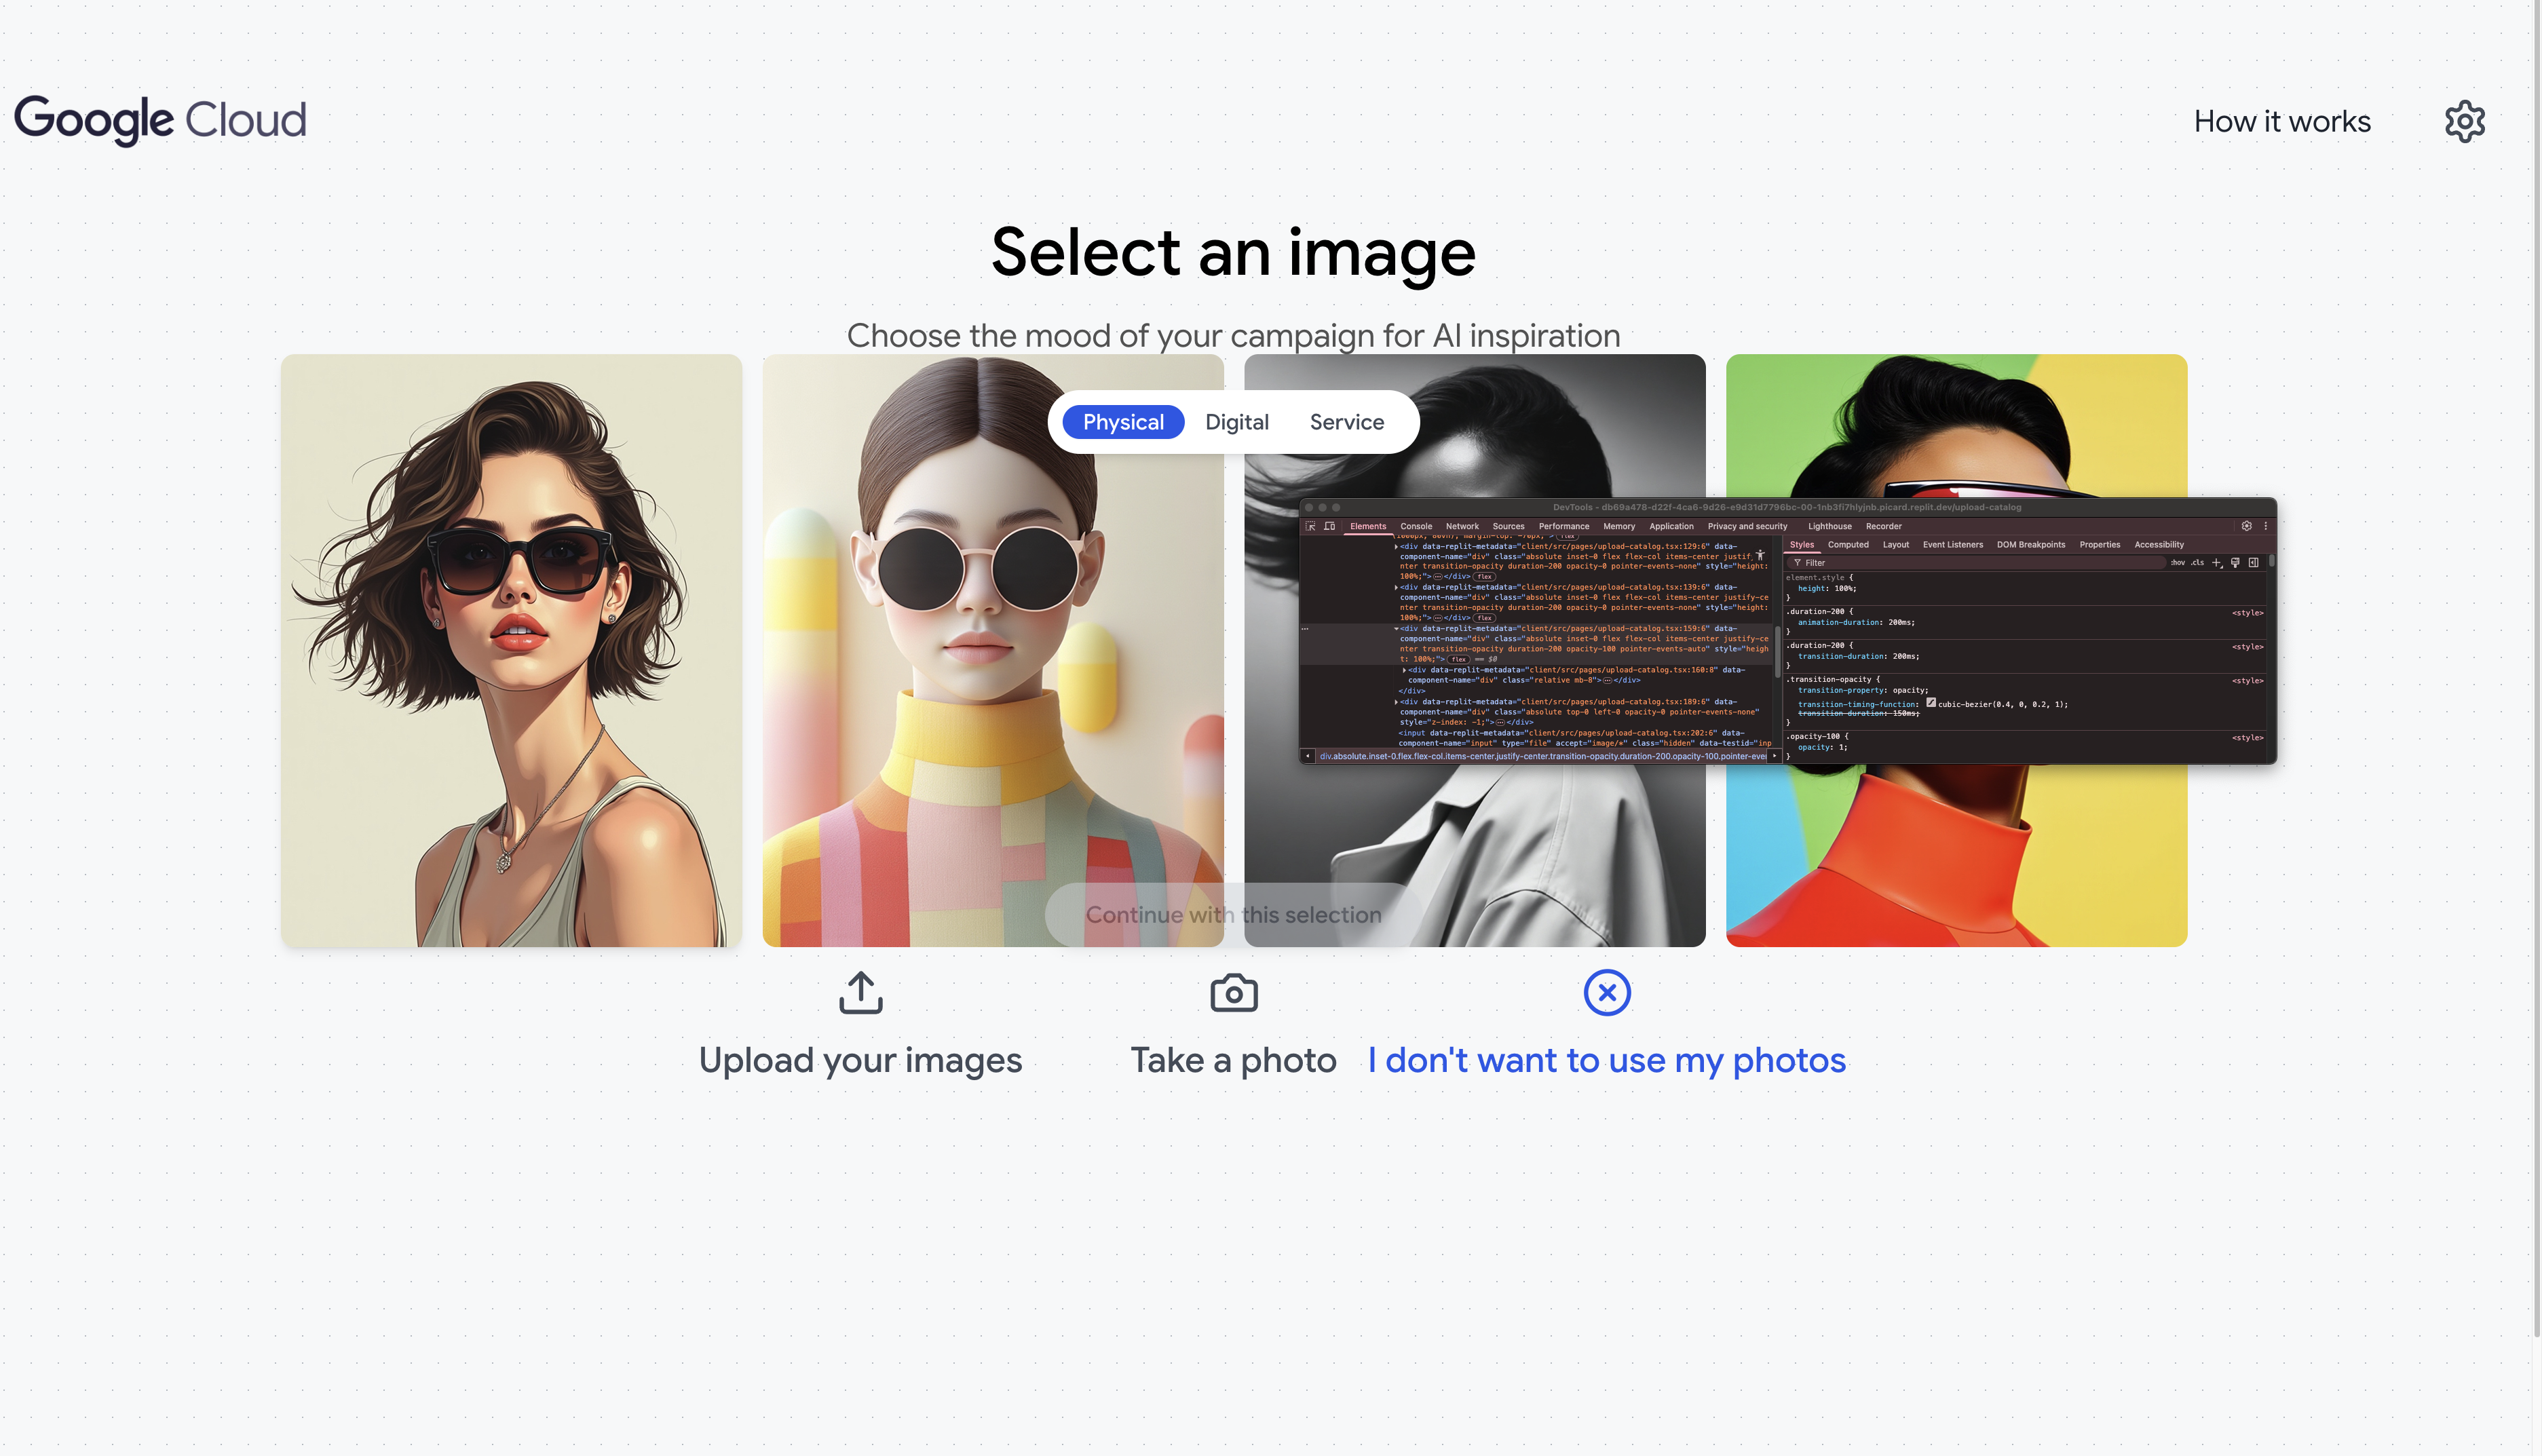 Google Cloud
How it works
Select an image
Choose the mood of your campaign for AI inspiration
Physical
Digital
Service
DevTools - db69a478-d22f-4ca6-9d26-e9d31d7796bc-00-1nb3fi7hlyjnb.picard.replit.dev/upload-catalog
Elements Console Network Sources Performance Memory Application Privacy and security Lighthouse Recorder
<div data-replit-metadata="client/src/pages/upload-catalog.tsx:129:6" data-
component-name="div" class="absolute inset-0 flex flex-col items-center justif
nter transition-opacity duration-200 opacity-0 pointer-events-none" style="height:
100%;">…</div> flex
<div data-replit-metadata="client/src/pages/upload-catalog.tsx:139:6" data-
component-name="div" class="absolute inset-0 flex flex-col items-center justify-ce
nter transition-opacity duration-200 opacity-0 pointer-events-none" style="height:
100%;">…</div> flex
<div data-replit-metadata="client/src/pages/upload-catalog.tsx:159:6" data-
component-name="div" class="absolute inset-0 flex flex-col items-center justify-ce
nter transition-opacity duration-200 opacity-100 pointer-events-auto" style="heigh
t: 100%;"> flex == $0
<div data-replit-metadata="client/src/pages/upload-catalog.tsx:160:8" data-
component-name="div" class="relative mb-8">…</div>
</div>
<div data-replit-metadata="client/src/pages/upload-catalog.tsx:189:6" data-
component-name="div" class="absolute top-0 left-0 opacity-0 pointer-events-none"
style="z-index: -1;">…</div>
<input data-replit-metadata="client/src/pages/upload-catalog.tsx:202:6" data-
component-name="input" type="file" accept="image/*" class="hidden" data-testid="inp
div.absolute.inset-0.flex.flex-col.items-center.justify-center.transition-opacity.duration-200.opacity-100.pointer-eve
Styles Computed Layout Event Listeners DOM Breakpoints Properties Accessibility
Filter
:hov .cls
element.style {
height: 100%;
}
.duration-200 { <style>
animation-duration: 200ms;
}
.duration-200 { <style>
transition-duration: 200ms;
}
.transition-opacity { <style>
transition-property: opacity;
transition-timing-function: cubic-bezier(0.4, 0, 0.2, 1);
transition-duration: 150ms;
}
.opacity-100 { <style>
opacity: 1;
}
Continue with this selection
Upload your images
Take a photo
I don't want to use my photos